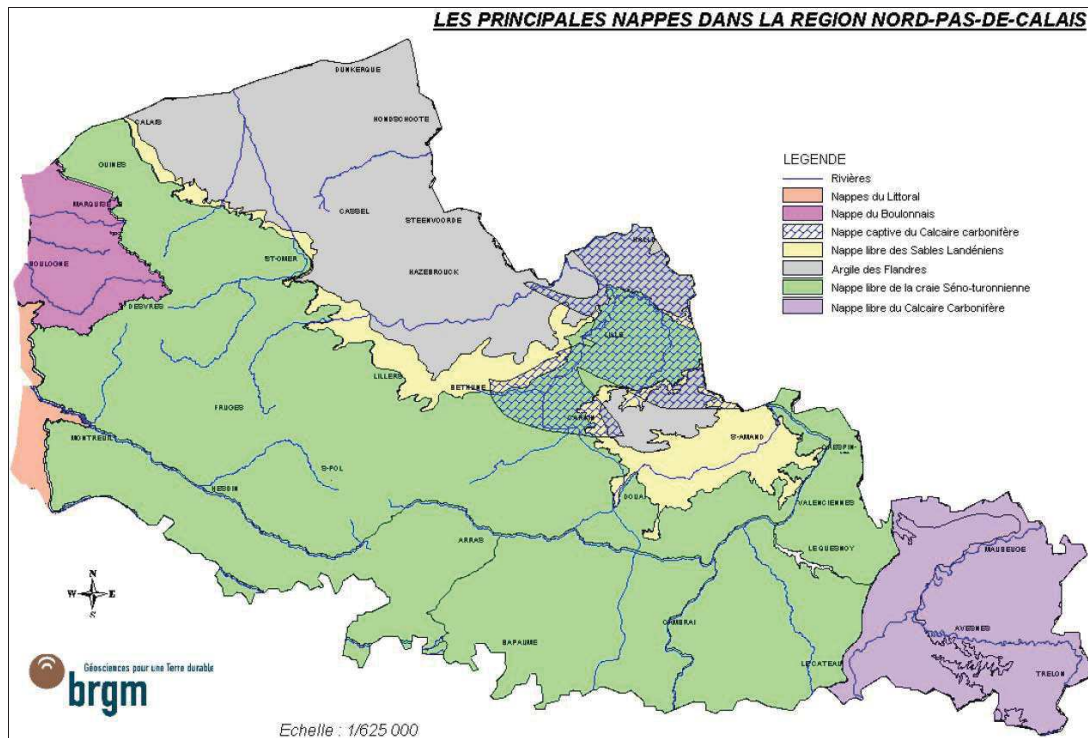 LES PRINCIPALES NAPPES DANS LA REGION NORD-PAS-DE-CALAIS
DUNKERQUE
HONDSCHOOTE
CALAIS
GUINES
MARQUISE
CASSEL
STEENVOORDE
BOULOGNE
ST-OMER
HAZEBROUCK
DESVRES
LILLE
LILLERS
BETHUNE
FRUGES
CARVIN
MONTREUIL
S-AMAND
CRESPIN
S-POL
HESDIN
DOUAI
VALENCIENNES
ARRAS
LE QUESNOY
MAUBEUGE
BAPAUME
CAMBRAI
AVESNES
LE CATEAU
TRELON
LEGENDE
Rivières
Nappes du Littoral
Nappe du Boulonnais
Nappe captive du Calcaire carbonifère
Nappe libre des Sables Landéniens
Argile des Flandres
Nappe libre de la craie Séno-turonnienne
Nappe libre du Calcaire Carbonifère
N
W E
S
Géosciences pour une Terre durable
brgm
Echelle : 1/625 000